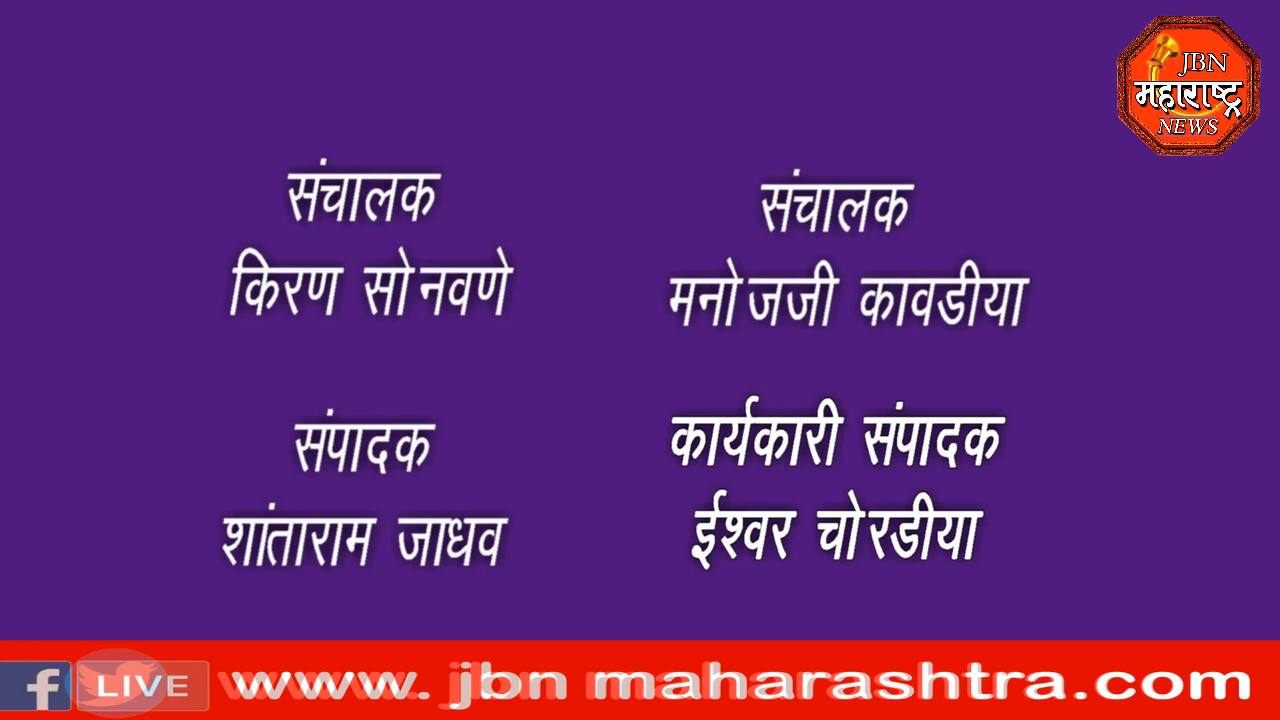 JBN
महाराष्ट्र
NEWS
संचालक
किरण सोनवणे
संचालक
मनोजजी कावडीया
संपादक
शांताराम जाधव
कार्यकारी संपादक
ईश्वर चोरडीया
f LIVE www. jbn maharashtra.com